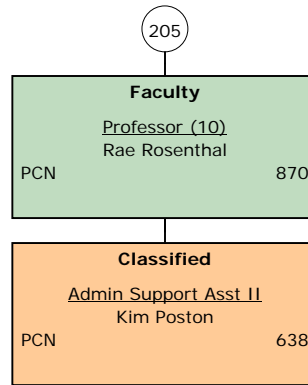 205
Faculty
Professor (10)
Rae Rosenthal
PCN 870
Classified
Admin Support Asst II
Kim Poston
PCN 638